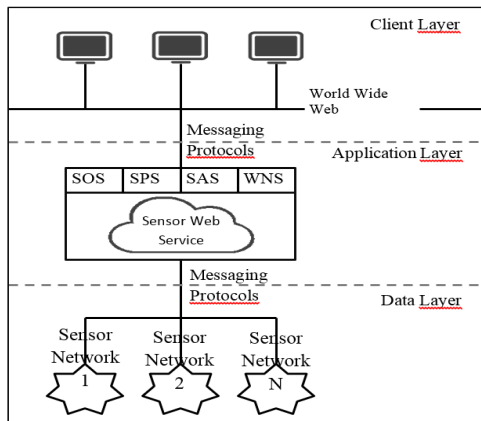 Client Layer
World Wide
Web
Messaging
Protocols
Application Layer
SOS SPS SAS WNS
Sensor Web
Service
Messaging
Protocols
Data Layer
Sensor
Network
1
Sensor
Network
2
Sensor
Network
N